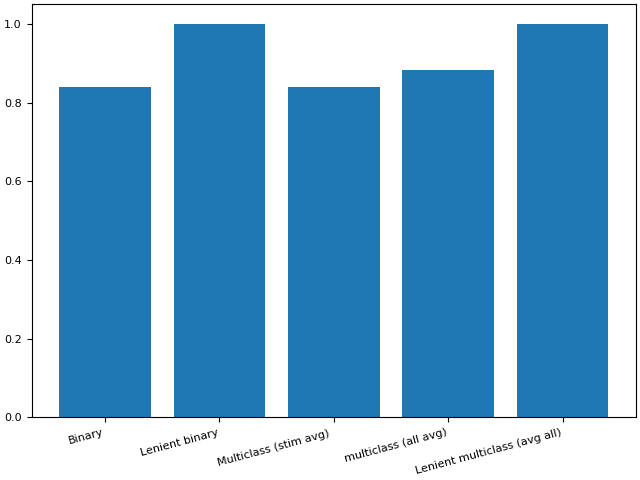 1.0
0.8
0.6
0.4
0.2
0.0
Binary
Lenient binary
Multiclass (stim avg)
multiclass (all avg)
Lenient multiclass (avg all)